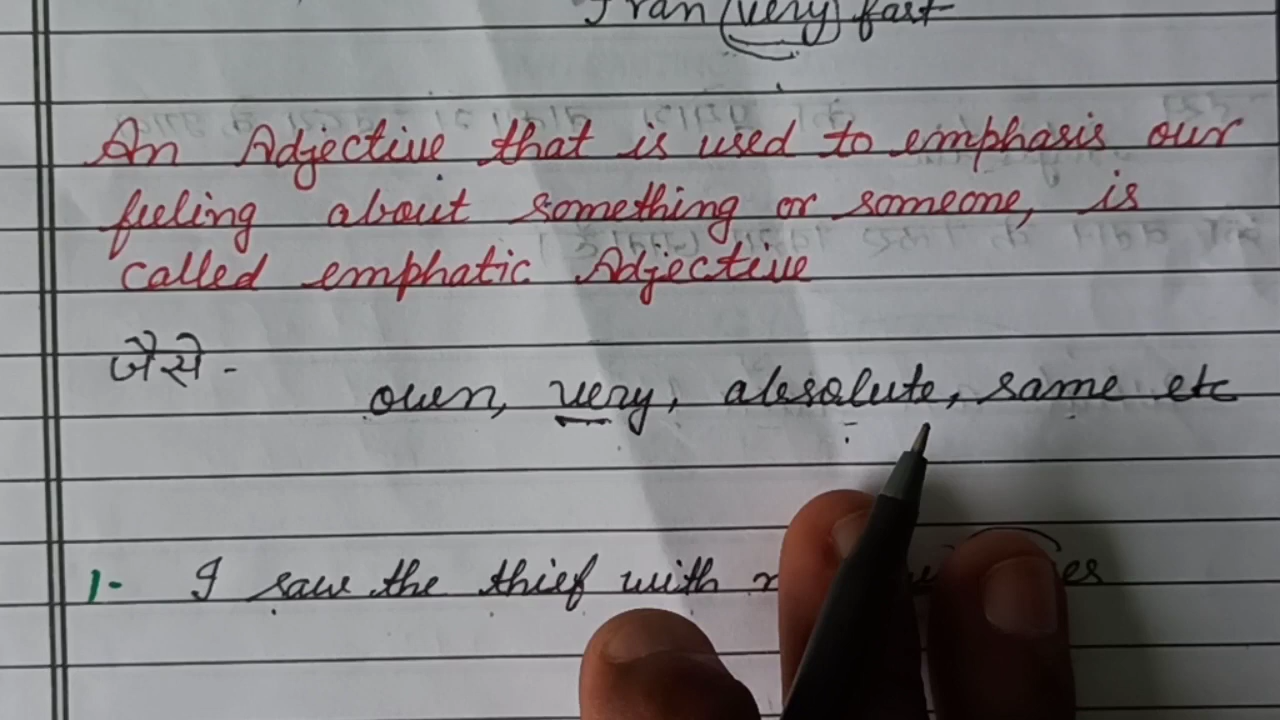 I ran very fast
An Adjective that is used to emphasis our
feeling about something or someone, is
called emphatic Adjective
जैसे -
own, very, absolute, same etc
1- I saw the thief with